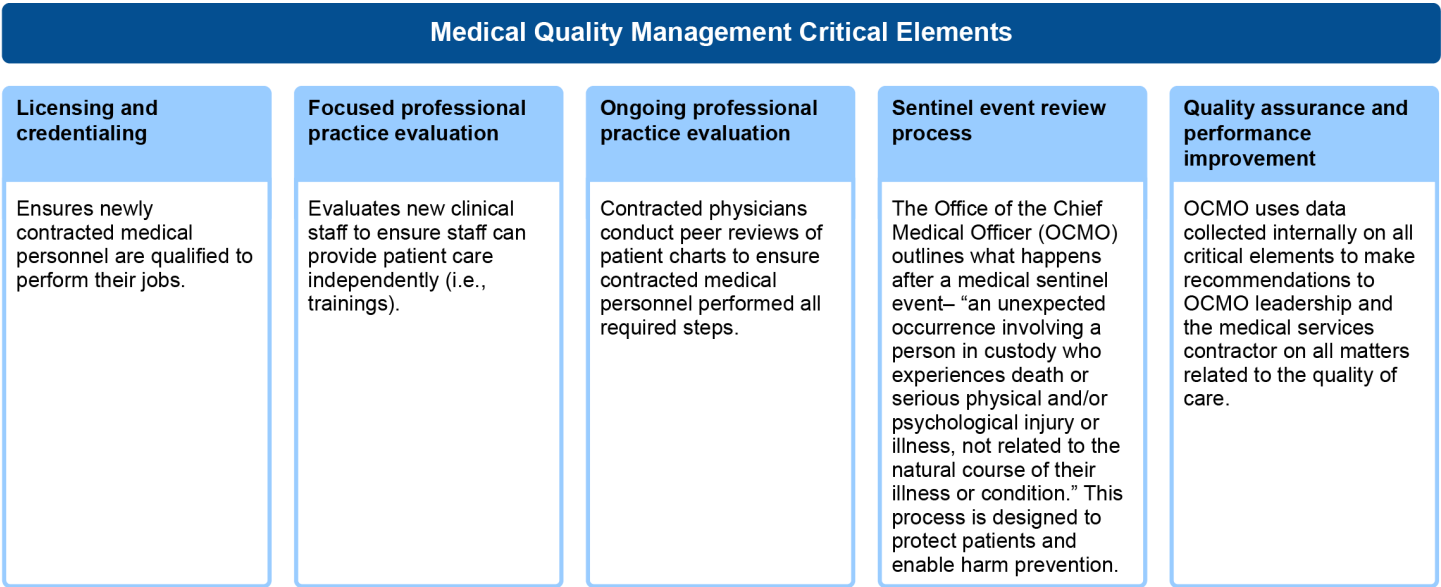 Medical Quality Management Critical Elements
Licensing and
credentialing
Ensures newly
contracted medical
personnel are qualified to
perform their jobs.
Focused professional
practice evaluation
Evaluates new clinical
staff to ensure staff can
provide patient care
independently (i.e.,
trainings).
Ongoing professional
practice evaluation
Contracted physicians
conduct peer reviews of
patient charts to ensure
contracted medical
personnel performed all
required steps.
Sentinel event review
process
The Office of the Chief
Medical Officer (OCMO)
outlines what happens
after a medical sentinel
event– “an unexpected
occurrence involving a
person in custody who
experiences death or
serious physical and/or
psychological injury or
illness, not related to the
natural course of their
illness or condition.” This
process is designed to
protect patients and
enable harm prevention.
Quality assurance and
performance
improvement
OCMO uses data
collected internally on all
critical elements to make
recommendations to
OCMO leadership and
the medical services
contractor on all matters
related to the quality of
care.